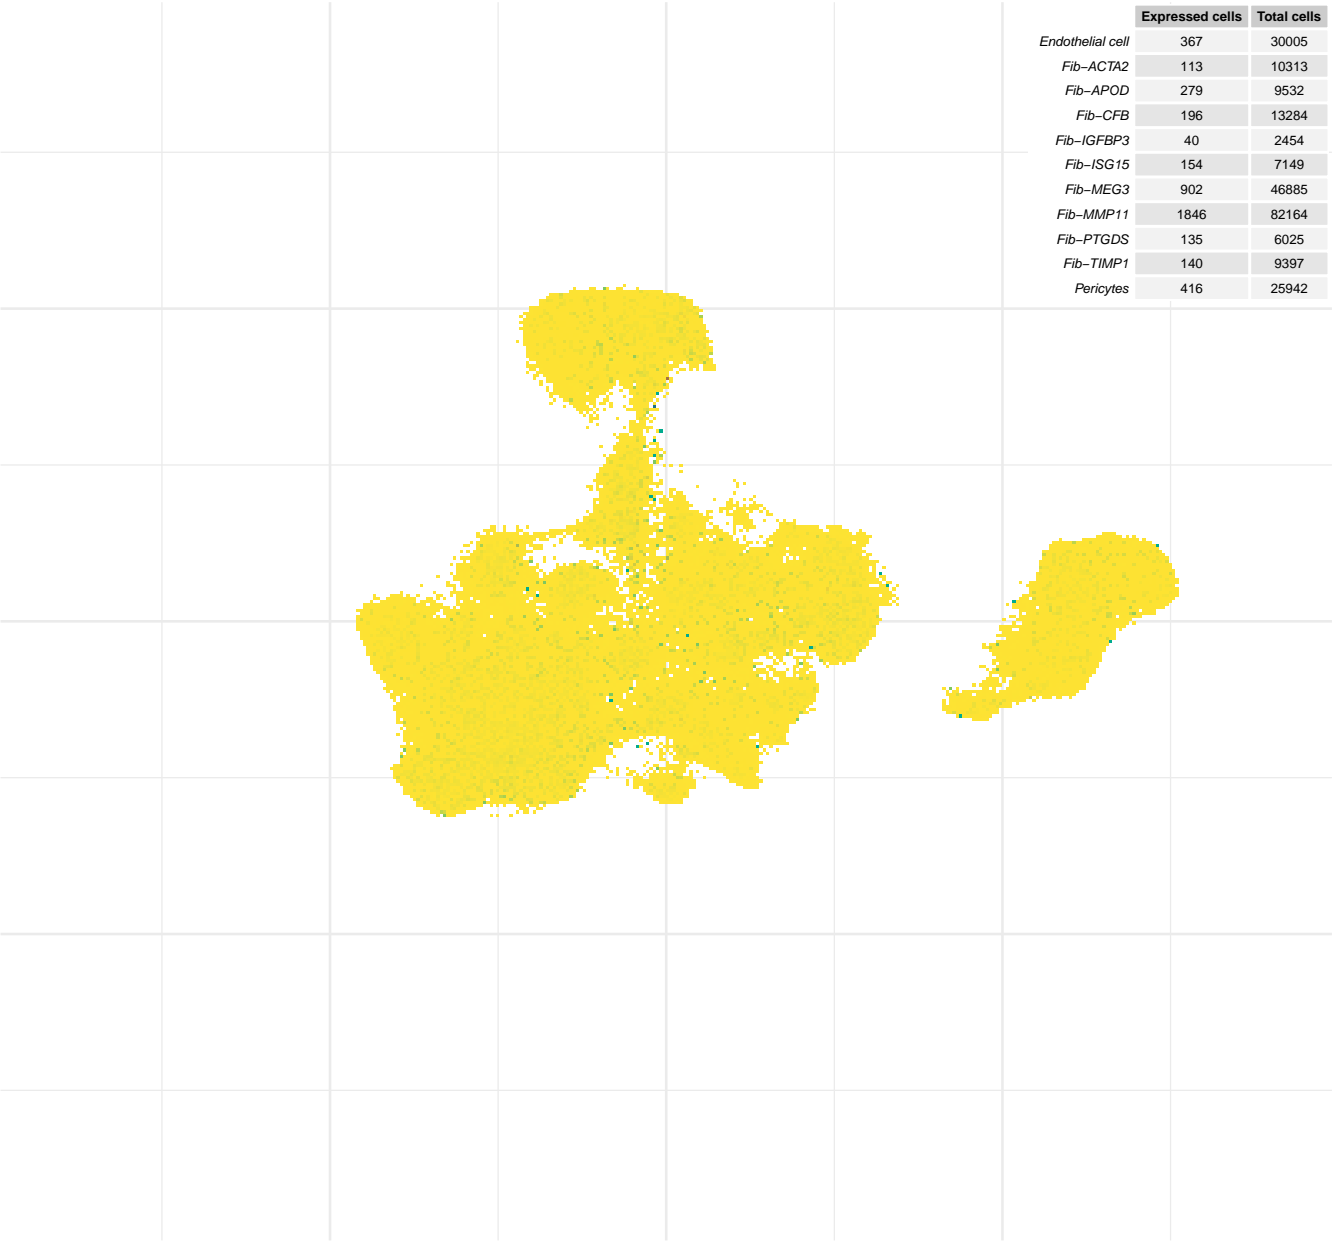 Expressed cells Total cells
Endothelial cell 367 30005
Fib−ACTA2 113 10313
Fib−APOD 279 9532
Fib−CFB 196 13284
Fib−IGFBP3 40 2454
Fib−ISG15 154 7149
Fib−MEG3 902 46885
Fib−MMP11 1846 82164
Fib−PTGDS 135 6025
Fib−TIMP1 140 9397
Pericytes 416 25942